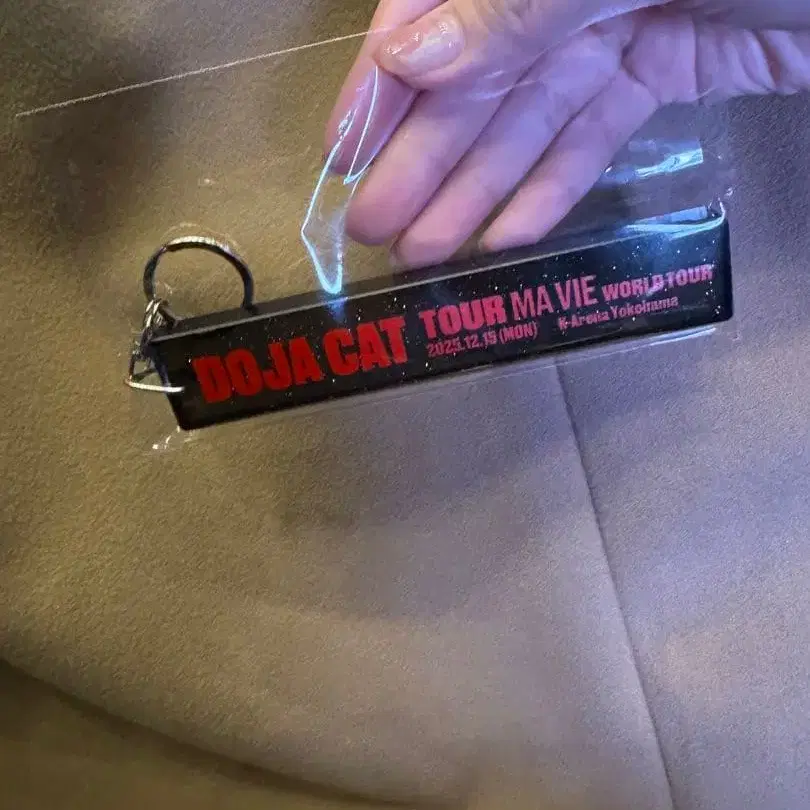 DOJA CAT
TOUR MA VIE WORLD TOUR
2025.12.15 (MON) K-Arena Yokohama